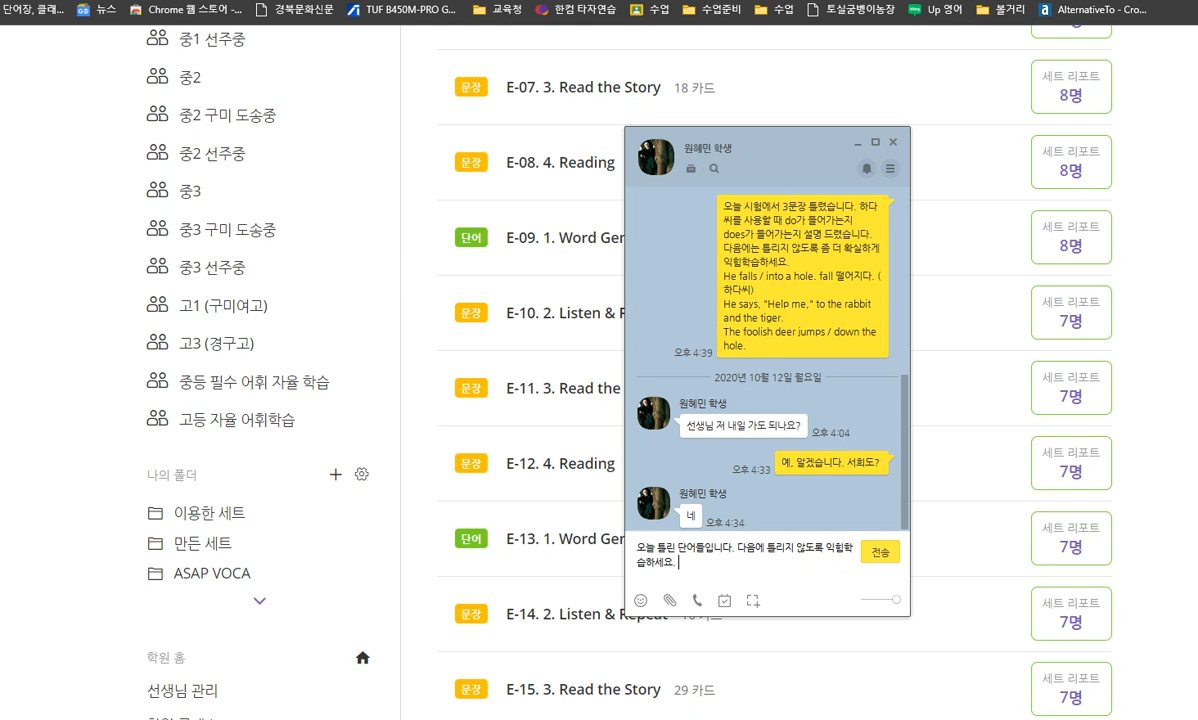 단어장, 클래...
뉴스
Chrome 웹 스토어 -...
경북문화신문
TUF B450M-PRO G...
교육청
한컴 타자연습
수업
수업준비
수업
토실굼벵이농장
Up 영어
볼거리
AlternativeTo - Cro...
중1 선주중
중2
중2 구미 도송중
중2 선주중
중3
중3 구미 도송중
중3 선주중
고1 (구미여고)
고3 (경구고)
중등 필수 어휘 자율 학습
고등 자율 어휘학습
나의 폴더
이용한 세트
만든 세트
ASAP VOCA
학원 홈
선생님 관리
문장 E-07. 3. Read the Story 18 카드
세트 리포트
8명
문장 E-08. 4. Reading
세트 리포트
8명
단어 E-09. 1. Word Gen
세트 리포트
8명
문장 E-10. 2. Listen & R
세트 리포트
7명
문장 E-11. 3. Read the
세트 리포트
7명
문장 E-12. 4. Reading
세트 리포트
7명
단어 E-13. 1. Word Gen
세트 리포트
7명
문장 E-14. 2. Listen & Repeat
세트 리포트
7명
문장 E-15. 3. Read the Story 29 카드
세트 리포트
7명
원혜민 학생
오늘 시험에서 3문장 틀렸습니다. 하다
씨를 사용할 때 do가 들어가는지
does가 들어가는지 설명 드렸습니다.
다음에는 틀리지 않도록 좀 더 확실하게
익힘학습하세요.
He falls / into a hole. fall 떨어지다. (
하다씨)
He says, "Help me," to the rabbit
and the tiger.
The foolish deer jumps / down the
hole.
오후 4:39
2020년 10월 12일 월요일
원혜민 학생
선생님 저 내일 가도 되나요?
오후 4:04
예, 알겠습니다. 서희도?
오후 4:33
원혜민 학생
네
오후 4:34
오늘 틀린 단어들입니다. 다음에 틀리지 않도록 익힘학
습하세요.
전송